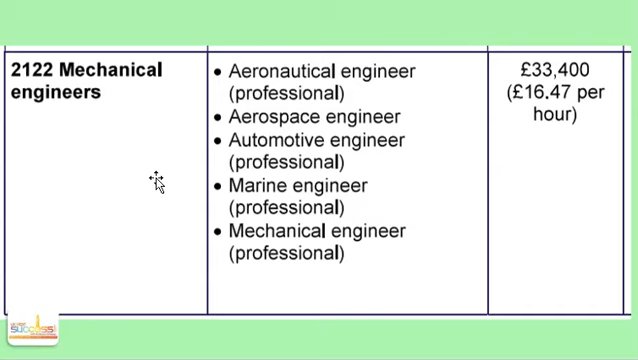 2122 Mechanical
engineers
• Aeronautical engineer
(professional)
• Aerospace engineer
• Automotive engineer
(professional)
• Marine engineer
(professional)
• Mechanical engineer
(professional)
£33,400
(£16.47 per
hour)
success